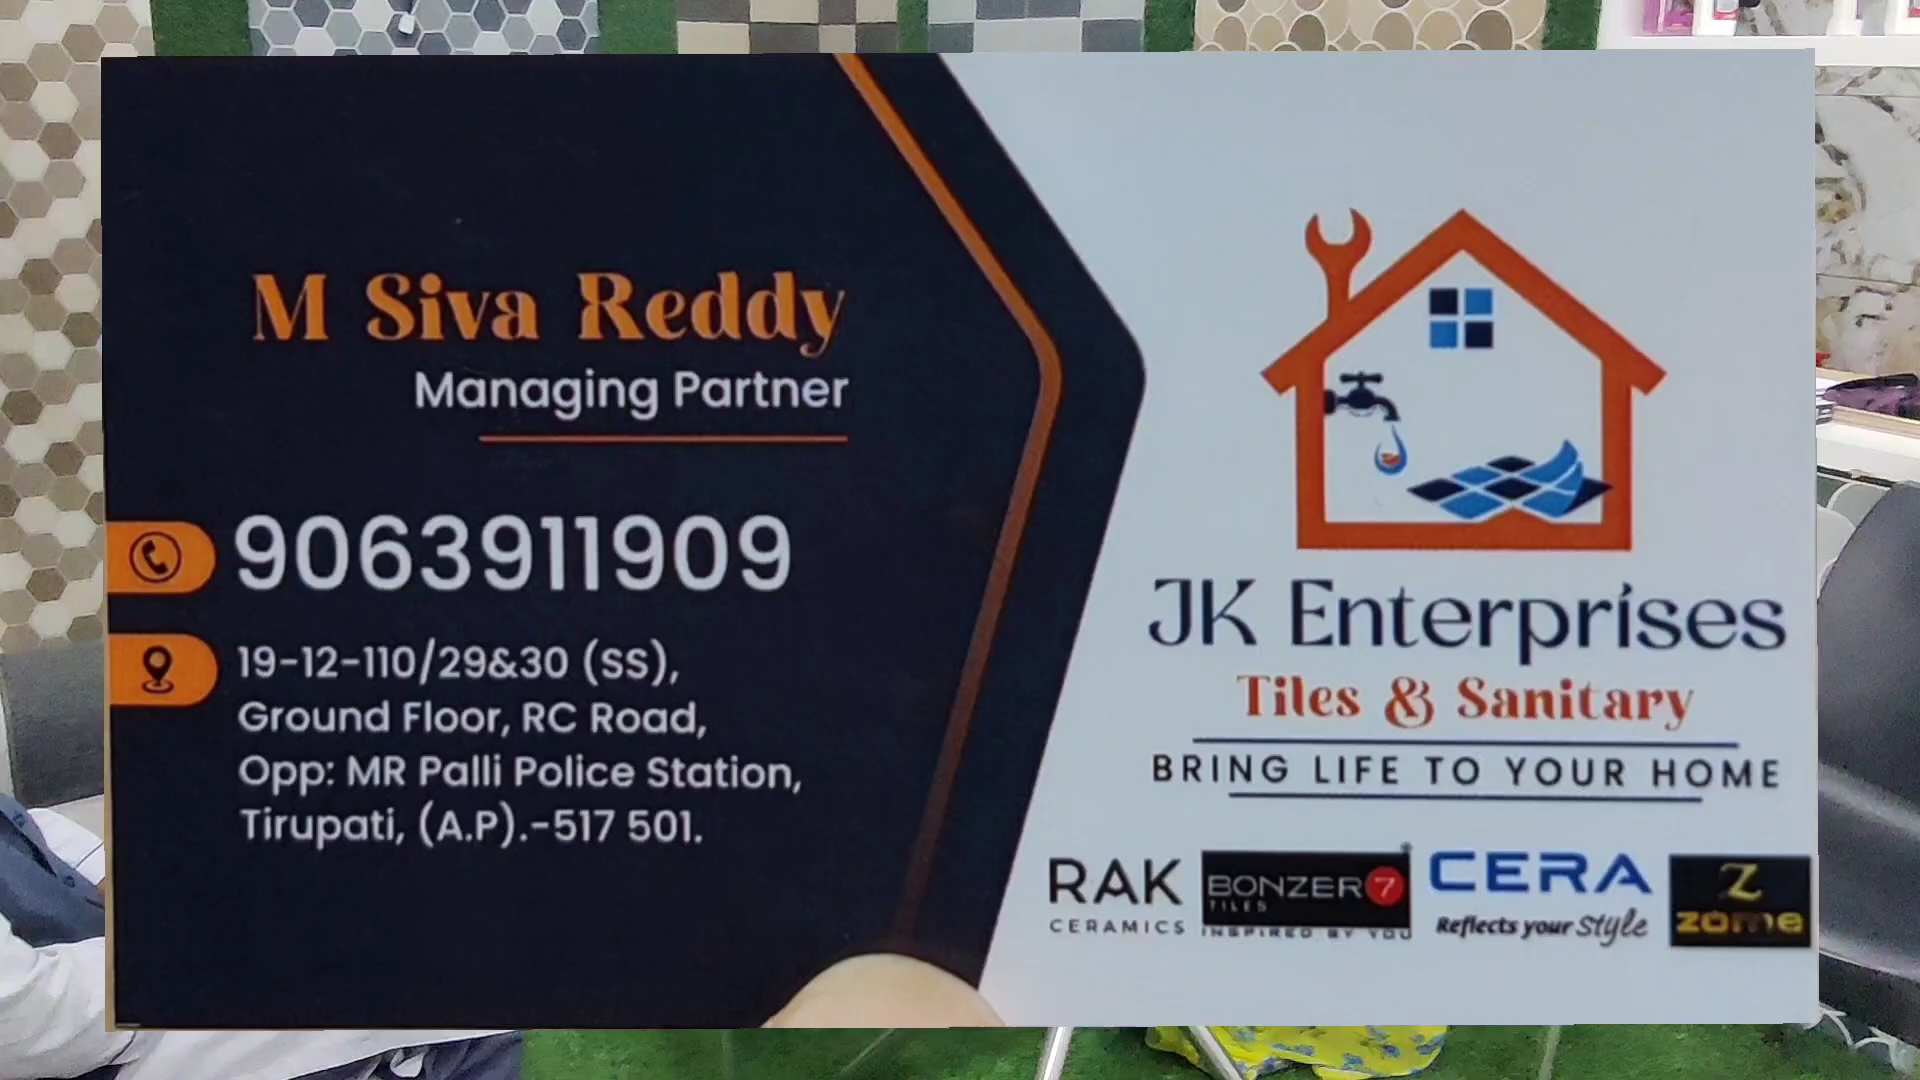 M Siva Reddy
Managing Partner
9063911909
19-12-110/29&30 (SS),
Ground Floor, RC Road,
Opp: MR Palli Police Station,
Tirupati, (A.P).-517 501.
JK Enterprises
Tiles & Sanitary
BRING LIFE TO YOUR HOME
RAK
CERAMICS
BONZER7®
TILES
INSPIRED BY YOU
CERA
Reflects your Style
Z
zome